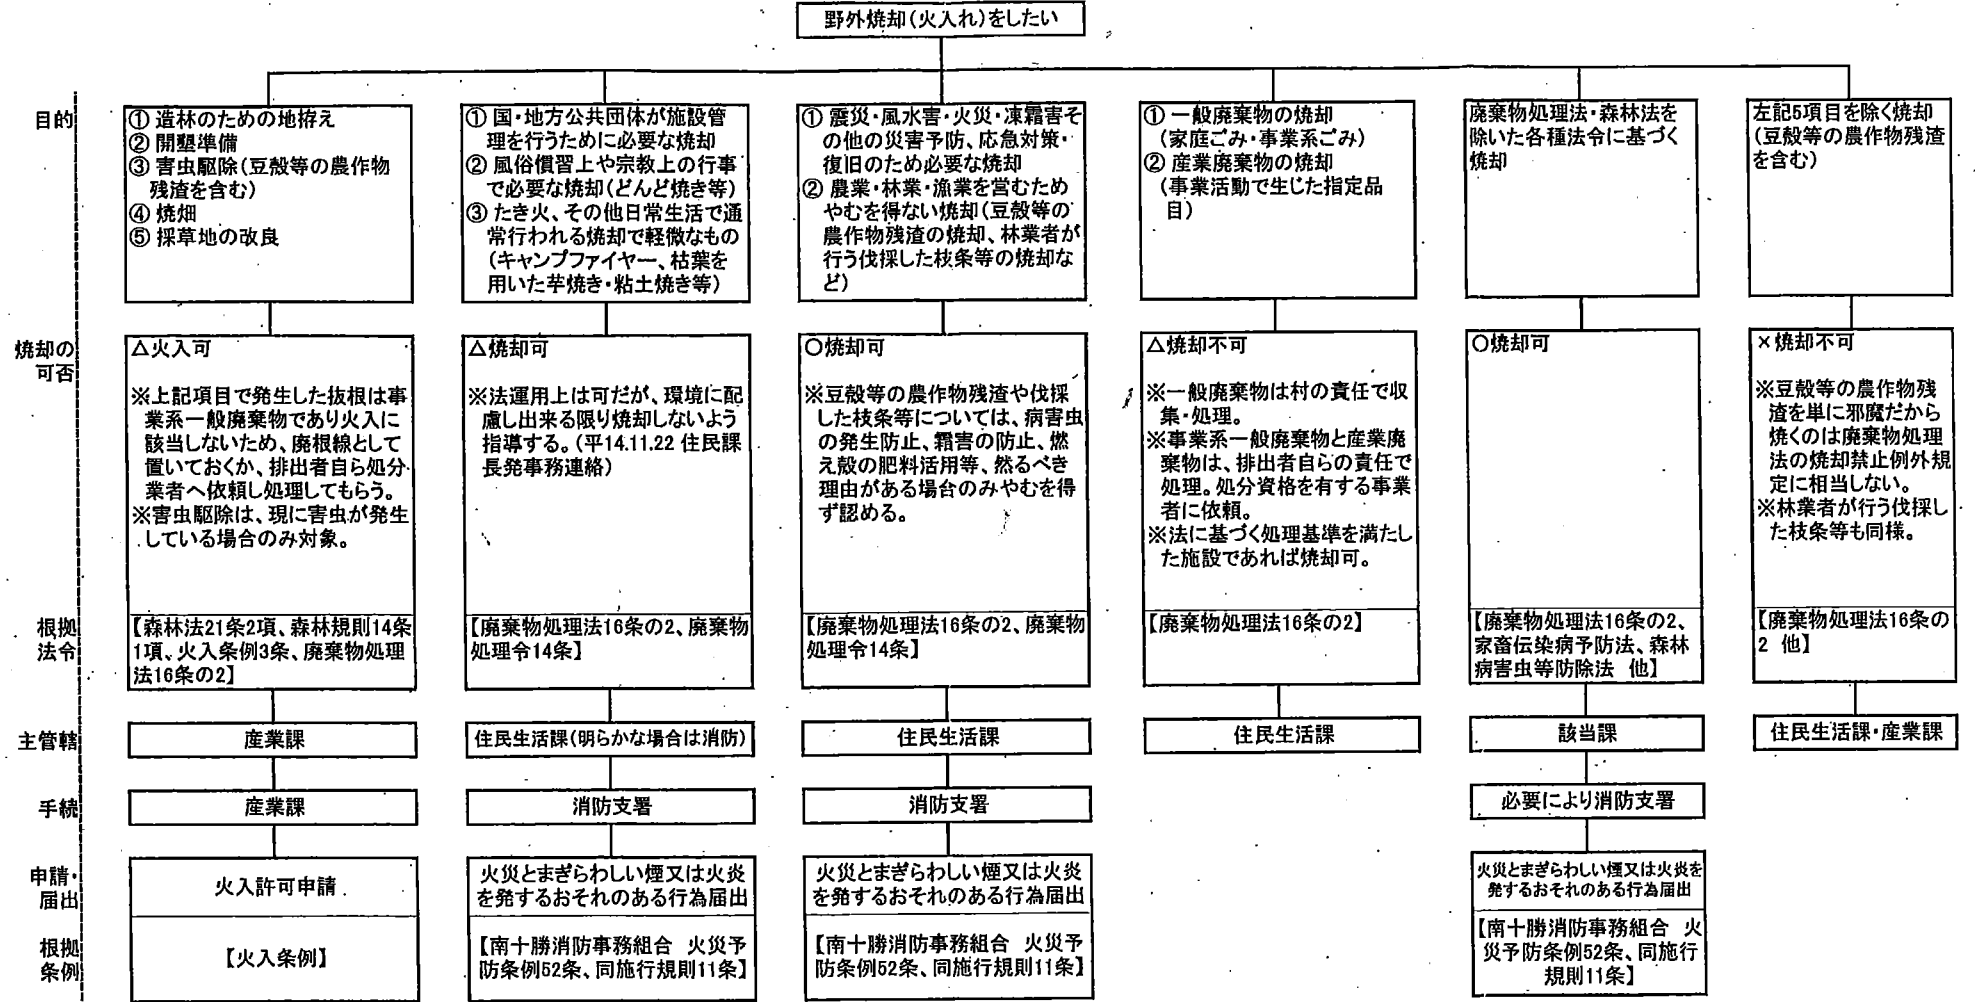 野外焼却(火入れ)をしたい
目的
① 造林のための地拵え
② 開墾準備
③ 害虫駆除(豆殻等の農作物
残渣を含む)
④ 焼畑
⑤ 採草地の改良
① 国・地方公共団体が施設管
理を行うために必要な焼却
② 風俗慣習上や宗教上の行事
で必要な焼却(どんど焼き等)
③ たき火、その他日常生活で通
常行われる焼却で軽微なもの
(キャンプファイヤー、枯葉を
用いた芋焼き・粘土焼き等)
① 震災・風水害・火災・凍霜害そ
の他の災害予防、応急対策・
復旧のため必要な焼却
② 農業・林業・漁業を営むため
やむを得ない焼却(豆殻等の
農作物残渣の焼却、林業者が
行う伐採した枝条等の焼却な
ど)
① 一般廃棄物の焼却
(家庭ごみ・事業系ごみ)
② 産業廃棄物の焼却
(事業活動で生じた指定品
目)
廃棄物処理法・森林法を
除いた各種法令に基づく
焼却
左記5項目を除く焼却
(豆殻等の農作物残渣
を含む)
焼却の
可否
△火入可
※上記項目で発生した抜根は事
業系一般廃棄物であり火入に
該当しないため、廃根線として
置いておくか、排出者自ら処分
業者へ依頼し処理してもらう。
※害虫駆除は、現に害虫が発生
している場合のみ対象。
△焼却可
※法運用上は可だが、環境に配
慮し出来る限り焼却しないよう
指導する。(平14.11.22 住民課
長発事務連絡)
○焼却可
※豆殻等の農作物残渣や伐採
した枝条等については、病害虫
の発生防止、霜害の防止、燃
え殻の肥料活用等、然るべき
理由がある場合のみやむを得
ず認める。
△焼却不可
※一般廃棄物は村の責任で収
集・処理。
※事業系一般廃棄物と産業廃
棄物は、排出者自らの責任で
処理。処分資格を有する事業
者に依頼。
※法に基づく処理基準を満たし
た施設であれば焼却可。
○焼却可
×焼却不可
※豆殻等の農作物残
渣を単に邪魔だから
焼くのは廃棄物処理
法の焼却禁止例外規
定に相当しない。
※林業者が行う伐採し
た枝条等も同様。
根拠
法令
【森林法21条2項、森林規則14条
1項、火入条例3条、廃棄物処理
法16条の2】
【廃棄物処理法16条の2、廃棄物
処理令14条】
【廃棄物処理法16条の2、廃棄物
処理令14条】
【廃棄物処理法16条の2】
【廃棄物処理法16条の2、
家畜伝染病予防法、森林
病害虫等防除法 他】
【廃棄物処理法16条の
2 他】
主管轄
産業課
住民生活課(明らかな場合は消防)
住民生活課
住民生活課
該当課
住民生活課・産業課
手続
産業課
消防支署
消防支署
必要により消防支署
申請・
届出
火入許可申請
火災とまぎらわしい煙又は火炎
を発するおそれのある行為届出
火災とまぎらわしい煙又は火炎
を発するおそれのある行為届出
火災とまぎらわしい煙又は火炎を
発するおそれのある行為届出
根拠
条例
【火入条例】
【南十勝消防事務組合 火災予
防条例52条、同施行規則11条】
【南十勝消防事務組合 火災予
防条例52条、同施行規則11条】
【南十勝消防事務組合 火
災予防条例52条、同施行
規則11条】